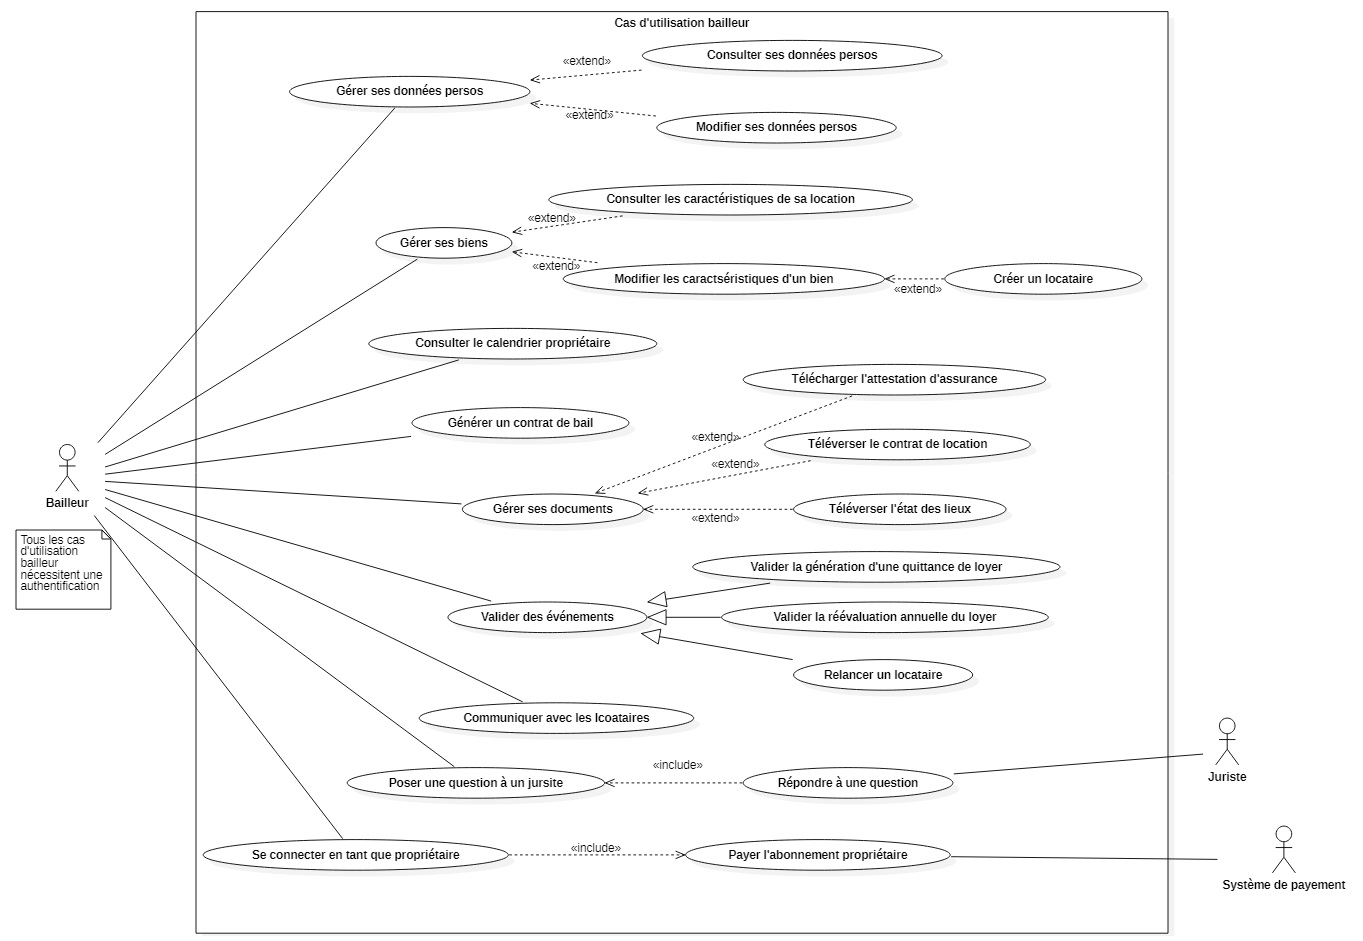 Cas d'utilisation bailleur
Consulter ses données persos
«extend»
Gérer ses données persos
«extend»
Modifier ses données persos
Consulter les caractéristiques de sa location
«extend»
Gérer ses biens
«extend»
Modifier les caractséristiques d'un bien
«extend»
Créer un locataire
Consulter le calendrier propriétaire
Télécharger l'attestation d'assurance
Générer un contrat de bail
«extend»
Téléverser le contrat de location
«extend»
Bailleur
Gérer ses documents
«extend»
Téléverser l'état des lieux
Tous les cas
d'utilisation
bailleur
nécessitent une
authentification
Valider la génération d'une quittance de loyer
Valider des événements
Valider la réévaluation annuelle du loyer
Relancer un locataire
Communiquer avec les lcoataires
«include»
Poser une question à un jursite
Répondre à une question
Juriste
Se connecter en tant que propriétaire
«include»
Payer l'abonnement propriétaire
Système de payement